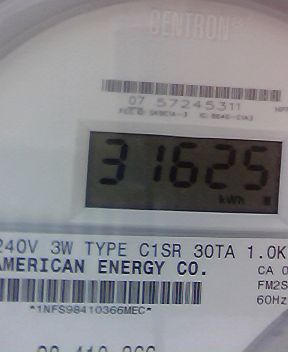 CENTRON®
07 57245311
31625
kWh
240V 3W TYPE C1SR 30TA 1.0K
AMERICAN ENERGY CO.
CA 0
FM2S
60Hz
*1NFS98410366MEC*